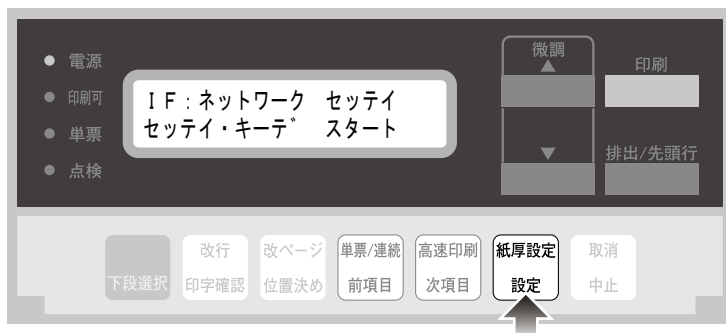 電源
印刷可
単票
点検
IF:ネットワーク セッテイ
セッテイ・キーデ゛ スタート
微調
▲
▼
印刷
排出/先頭行
下段選択
改行
印字確認
改ページ
位置決め
単票/連続
前項目
高速印刷
次項目
紙厚設定
設定
取消
中止